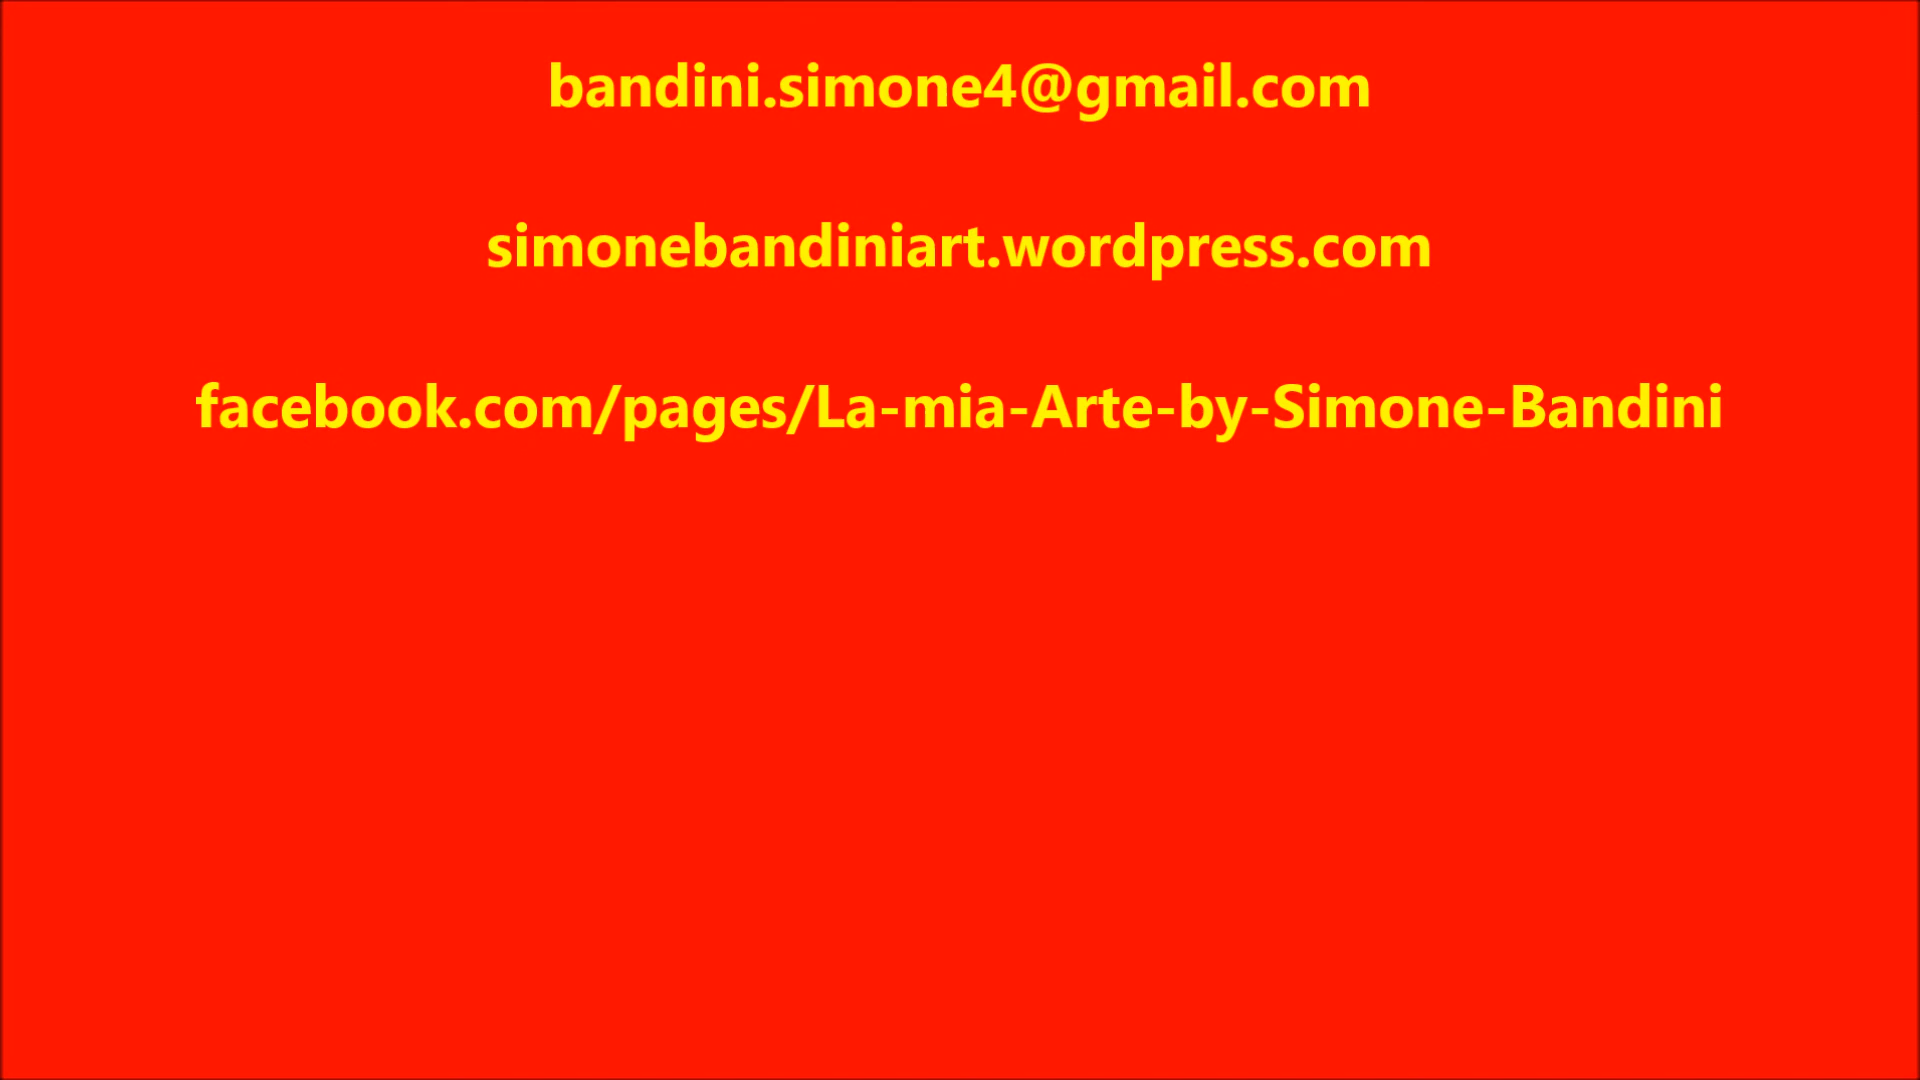 bandini.simone4@gmail.com
simonebandiniart.wordpress.com
facebook.com/pages/La-mia-Arte-by-Simone-Bandini